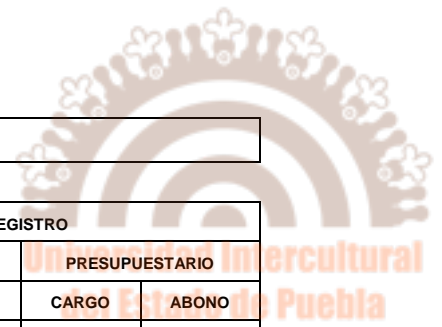 EGISTRO
Universidad Intercultural
PRESUPUESTARIO
del Estado de Puebla
CARGO ABONO